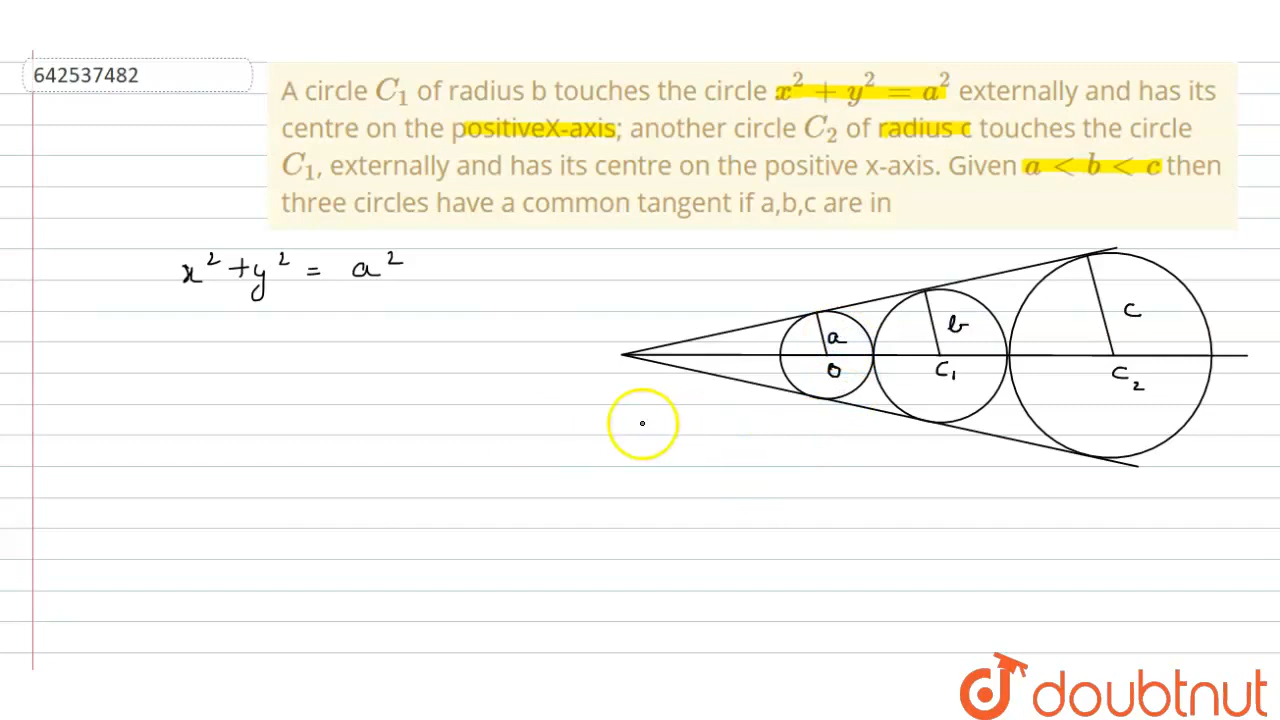 642537482
A circle C₁ of radius b touches the circle x² + y² = a² externally and has its
centre on the positiveX-axis; another circle C₂ of radius c touches the circle
C₁, externally and has its centre on the positive x-axis. Given a < b < c then
three circles have a common tangent if a,b,c are in
x² + y² = a²
a
b
c
O
C₁
C₂
doubtnut